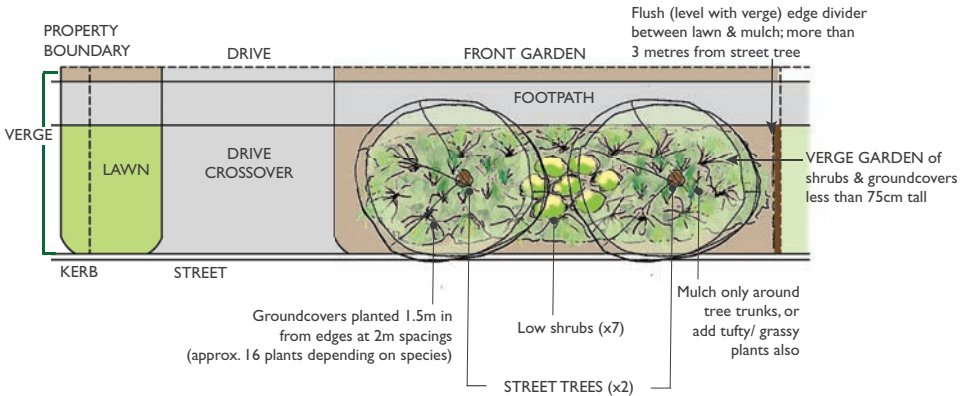 Flush (level with verge) edge divider
between lawn & mulch; more than
3 metres from street tree
PROPERTY
BOUNDARY
DRIVE
FRONT GARDEN
FOOTPATH
VERGE
LAWN
DRIVE
CROSSOVER
VERGE GARDEN of
shrubs & groundcovers
less than 75cm tall
KERB
STREET
Groundcovers planted 1.5m in
from edges at 2m spacings
(approx. 16 plants depending on species)
Low shrubs (x7)
Mulch only around
tree trunks, or
add tufty/ grassy
plants also
STREET TREES (x2)